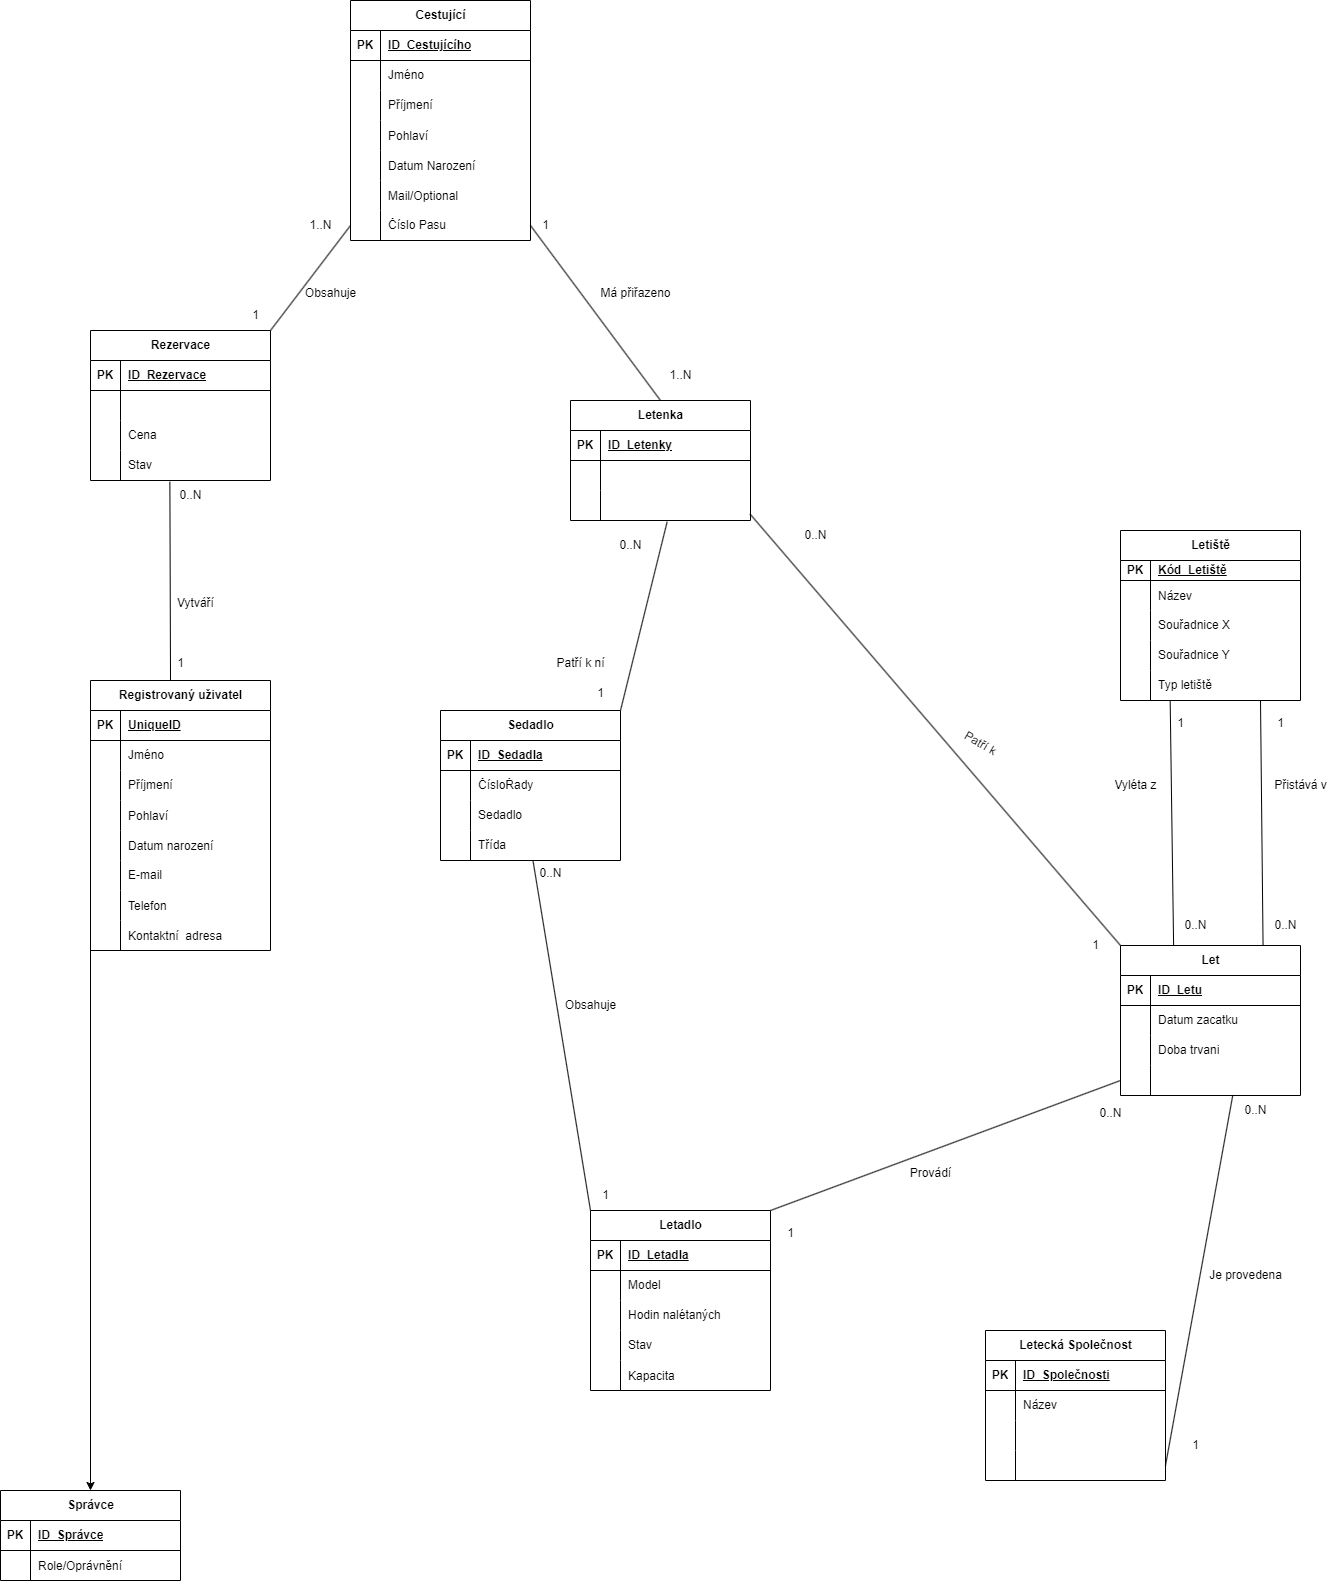 Cestující
PK ID_Cestujícího
Jméno
Příjmení
Pohlaví
Datum Narození
Mail/Optional
Číslo Pasu
1..N
1
Obsahuje
Má přiřazeno
1
1..N
Rezervace
PK ID_Rezervace
Cena
Stav
0..N
Vytváří
1
Letenka
PK ID_Letenky
0..N
0..N
Patří k ní
1
Patří k
1
Letiště
PK Kód_Letiště
Název
Souřadnice X
Souřadnice Y
Typ letiště
1
1
Vyléta z
Přistává v
0..N
0..N
Registrovaný uživatel
PK UniqueID
Jméno
Příjmení
Pohlaví
Datum narození
E-mail
Telefon
Kontaktní adresa
Sedadlo
PK ID_Sedadla
ČísloŘady
Sedadlo
Třída
0..N
Obsahuje
1
Let
PK ID_Letu
Datum zacatku
Doba trvani
0..N
0..N
Provádí
1
Je provedena
1
Letadlo
PK ID_Letadla
Model
Hodin nalétaných
Stav
Kapacita
Letecká Společnost
PK ID_Společnosti
Název
Správce
PK ID_Správce
Role/Oprávnění